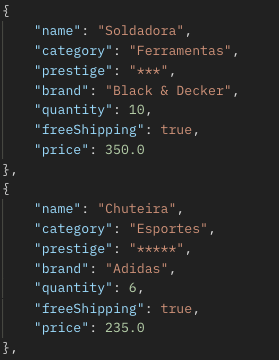 {
    "name": "Soldadora",
    "category": "Ferramentas",
    "prestige": "***",
    "brand": "Black & Decker",
    "quantity": 10,
    "freeShipping": true,
    "price": 350.0
},
{
    "name": "Chuteira",
    "category": "Esportes",
    "prestige": "*****",
    "brand": "Adidas",
    "quantity": 6,
    "freeShipping": true,
    "price": 235.0
},